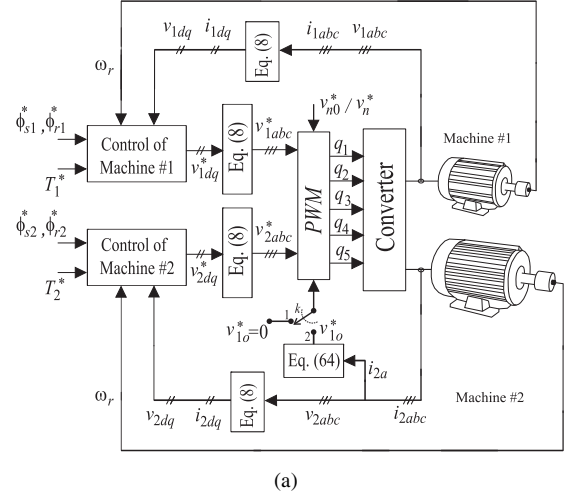 v1dq i1dq Eq. (8) i1abc v1abc
ωr
ϕ*s1 , ϕ*r1
T*1
Control of
Machine #1
v*1dq
Eq. (8)
v*1abc
v*n0 / v*n
PWM
q1
q2
q3
q4
q5
Converter
Machine #1
ϕ*s2 , ϕ*r2
T*2
Control of
Machine #2
v*2dq
Eq. (8)
v*2abc
v*1o=0
1
k
2
v*1o
Eq. (64)
i2a
ωr
v2dq i2dq Eq. (8) v2abc i2abc
Machine #2
(a)